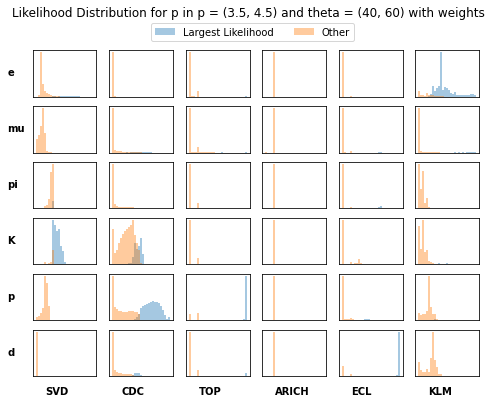 Likelihood Distribution for p in p = (3.5, 4.5) and theta = (40, 60) with weights
Largest Likelihood Other
e
mu
pi
K
p
d
SVD CDC TOP ARICH ECL KLM